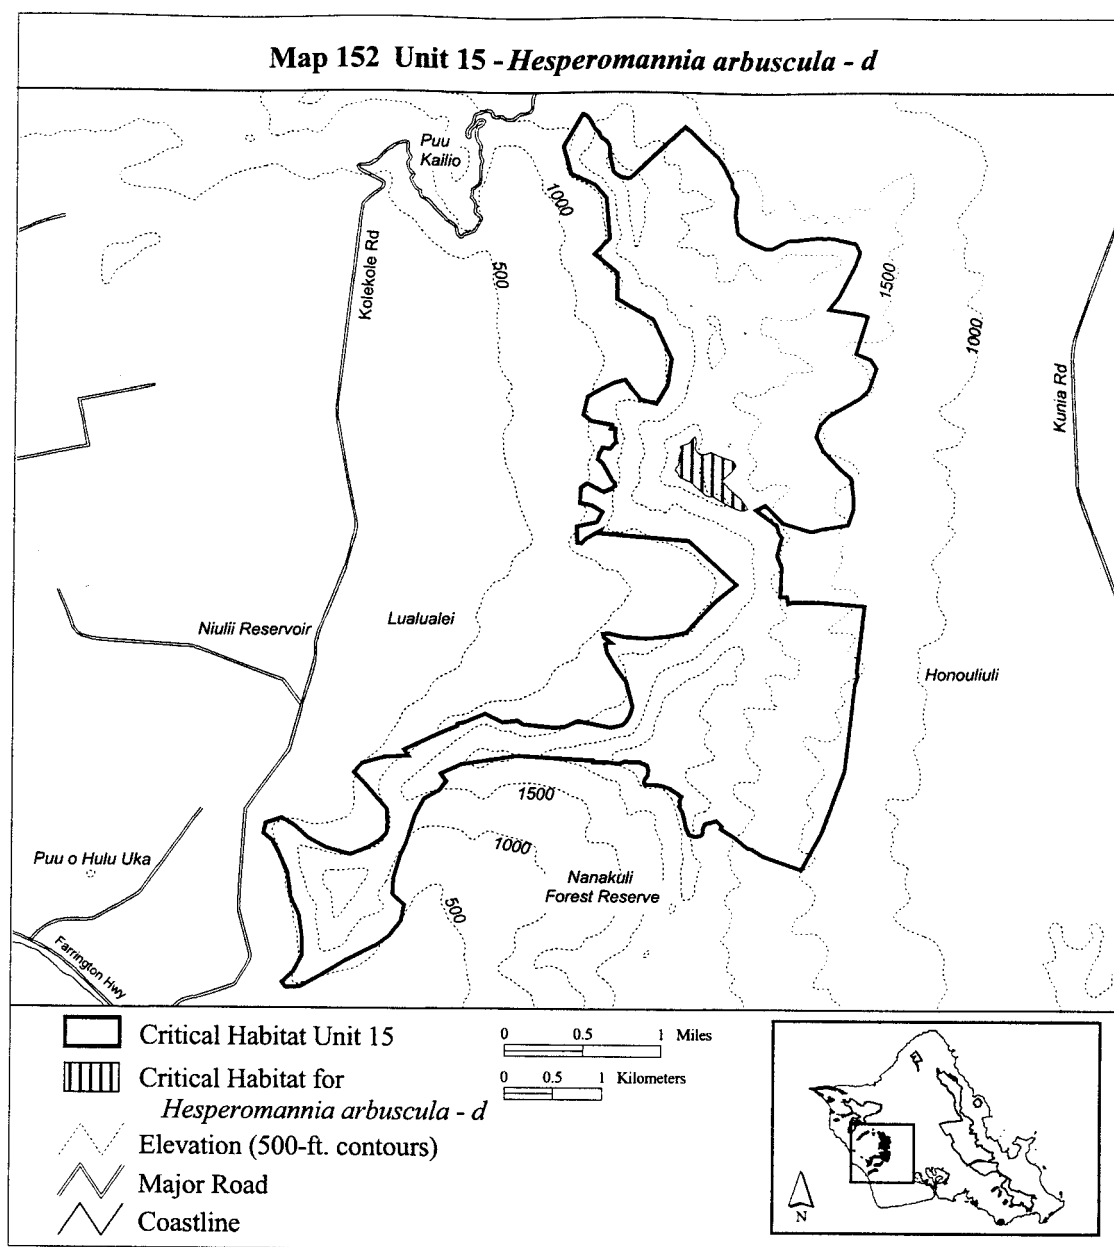 Map 152 Unit 15 - Hesperomannia arbuscula - d
Puu
Kailio
1000
500
Kolekole Rd
1500
1000
Kunia Rd
Niulii Reservoir
Lualualei
Honouliuli
1500
1000
500
Puu o Hulu Uka
Nanakuli
Forest Reserve
Farrington Hwy
Critical Habitat Unit 15
Critical Habitat for
Hesperomannia arbuscula - d
Elevation (500-ft. contours)
Major Road
Coastline
0 0.5 1 Miles
0 0.5 1 Kilometers
N